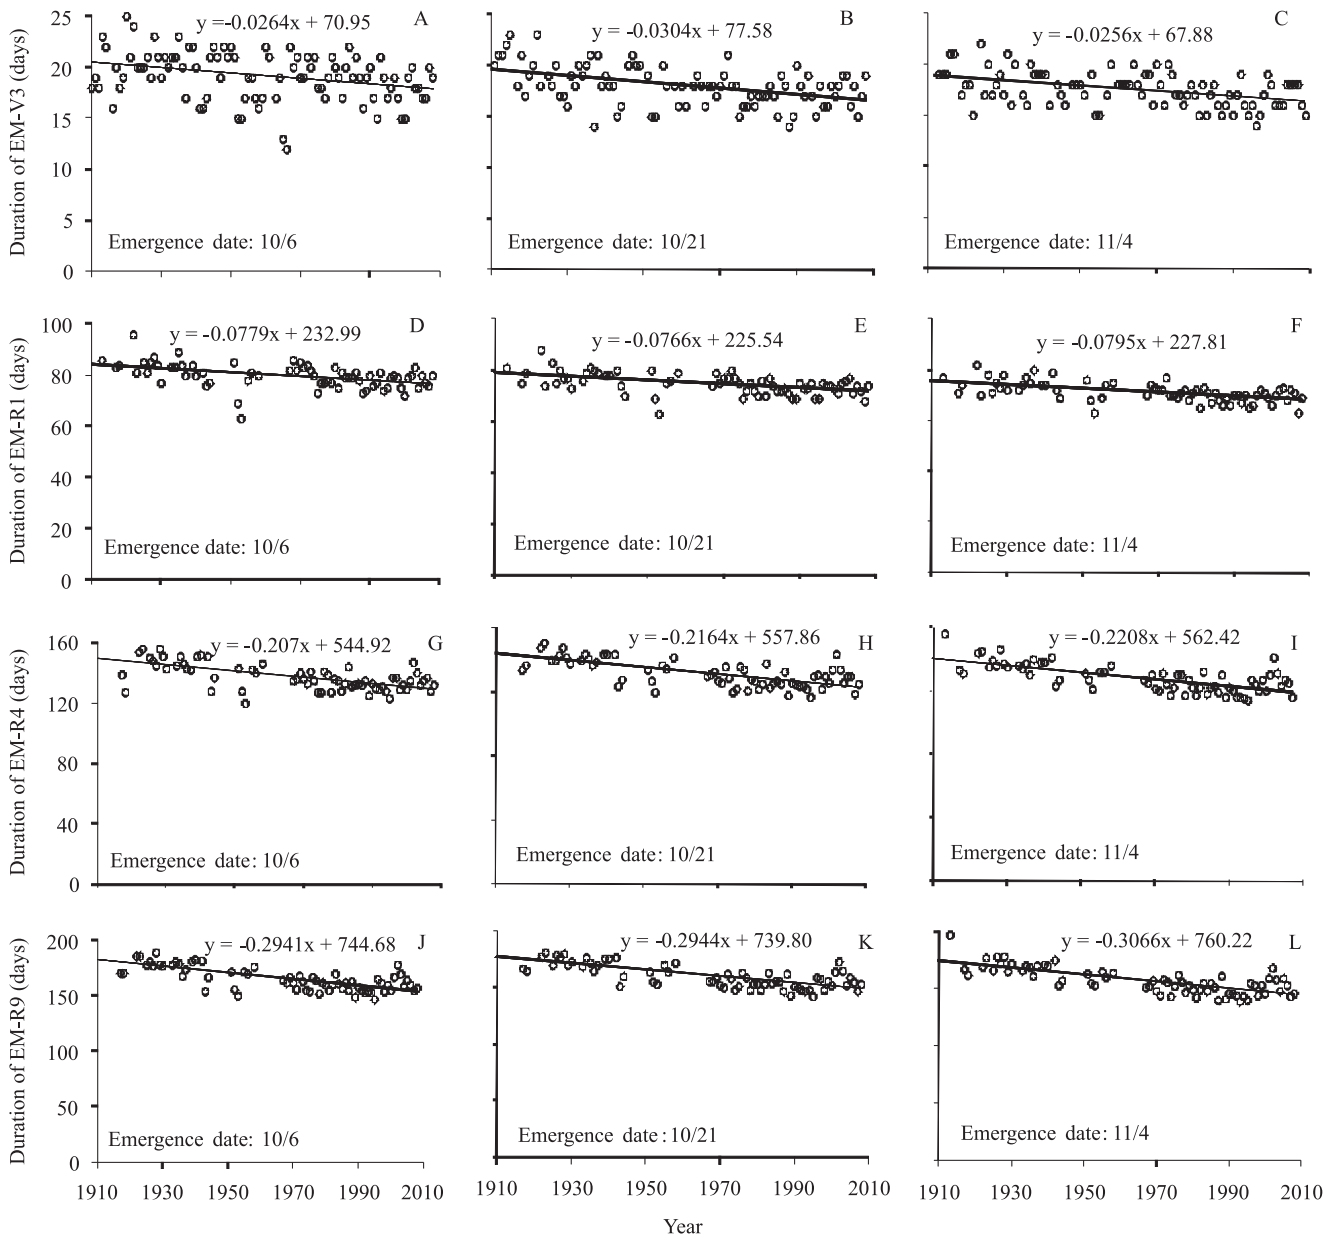 y =-0.0264x + 70.95 A
y = -0.0304x + 77.58 B
y = -0.0256x + 67.88 C
Duration of EM-V3 (days)
25
20
15
10
5
0
Emergence date: 10/6
Emergence date: 10/21
Emergence date: 11/4
y = -0.0779x + 232.99 D
y = -0.0766x + 225.54 E
y = -0.0795x + 227.81 F
Duration of EM-R1 (days)
100
80
60
40
20
0
Emergence date: 10/6
Emergence date: 10/21
Emergence date: 11/4
y = -0.207x + 544.92 G
y = -0.2164x + 557.86 H
y = -0.2208x + 562.42 I
Duration of EM-R4 (days)
160
120
80
40
0
Emergence date: 10/6
Emergence date: 10/21
Emergence date: 11/4
y = -0.2941x + 744.68 J
y = -0.2944x + 739.80 K
y = -0.3066x + 760.22 L
Duration of EM-R9 (days)
200
150
100
50
0
Emergence date: 10/6
Emergence date: 10/21
Emergence date: 11/4
1910 1930 1950 1970 1990 2010
1910 1930 1950 1970 1990 2010
1910 1930 1950 1970 1990 2010
Year